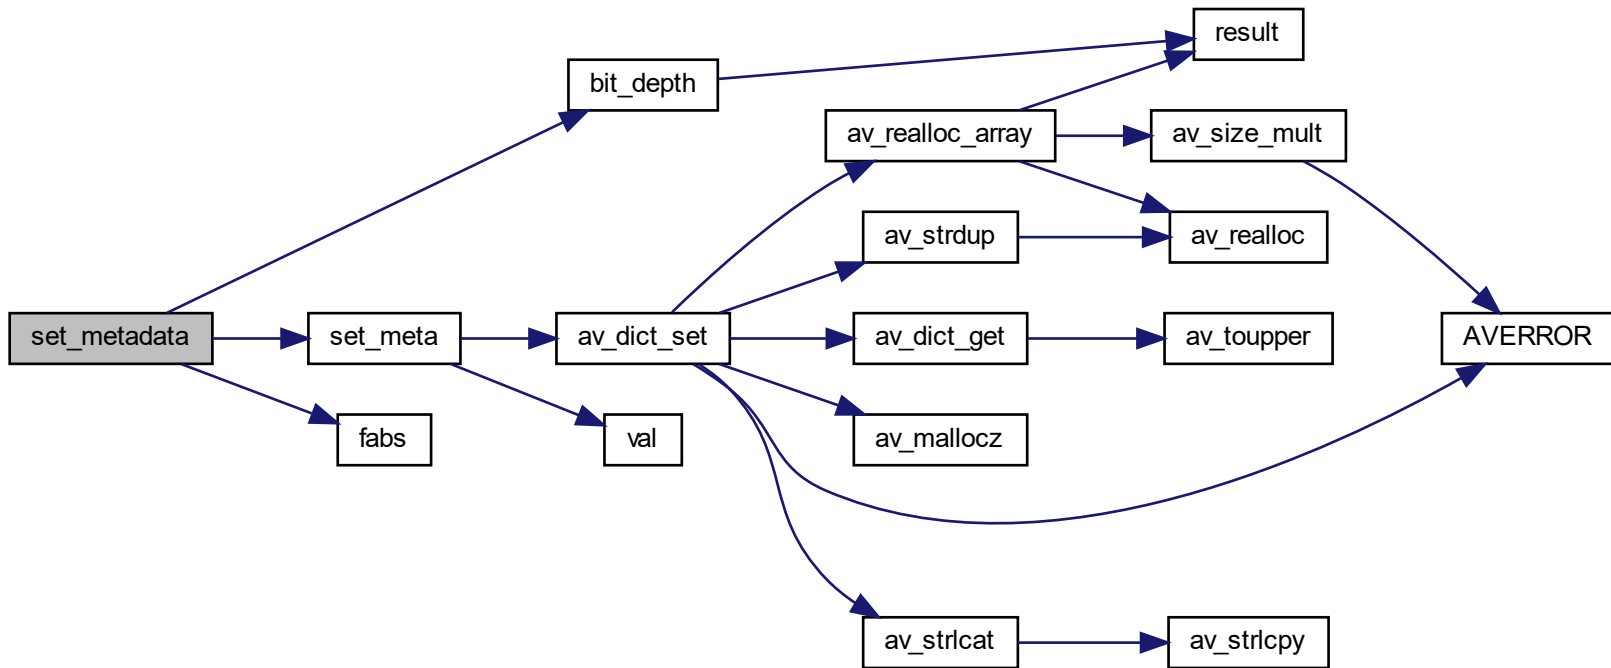 result
bit_depth
av_realloc_array
av_size_mult
av_strdup
av_realloc
set_metadata
set_meta
av_dict_set
av_dict_get
av_toupper
AVERROR
fabs
val
av_mallocz
av_strlcat
av_strlcpy